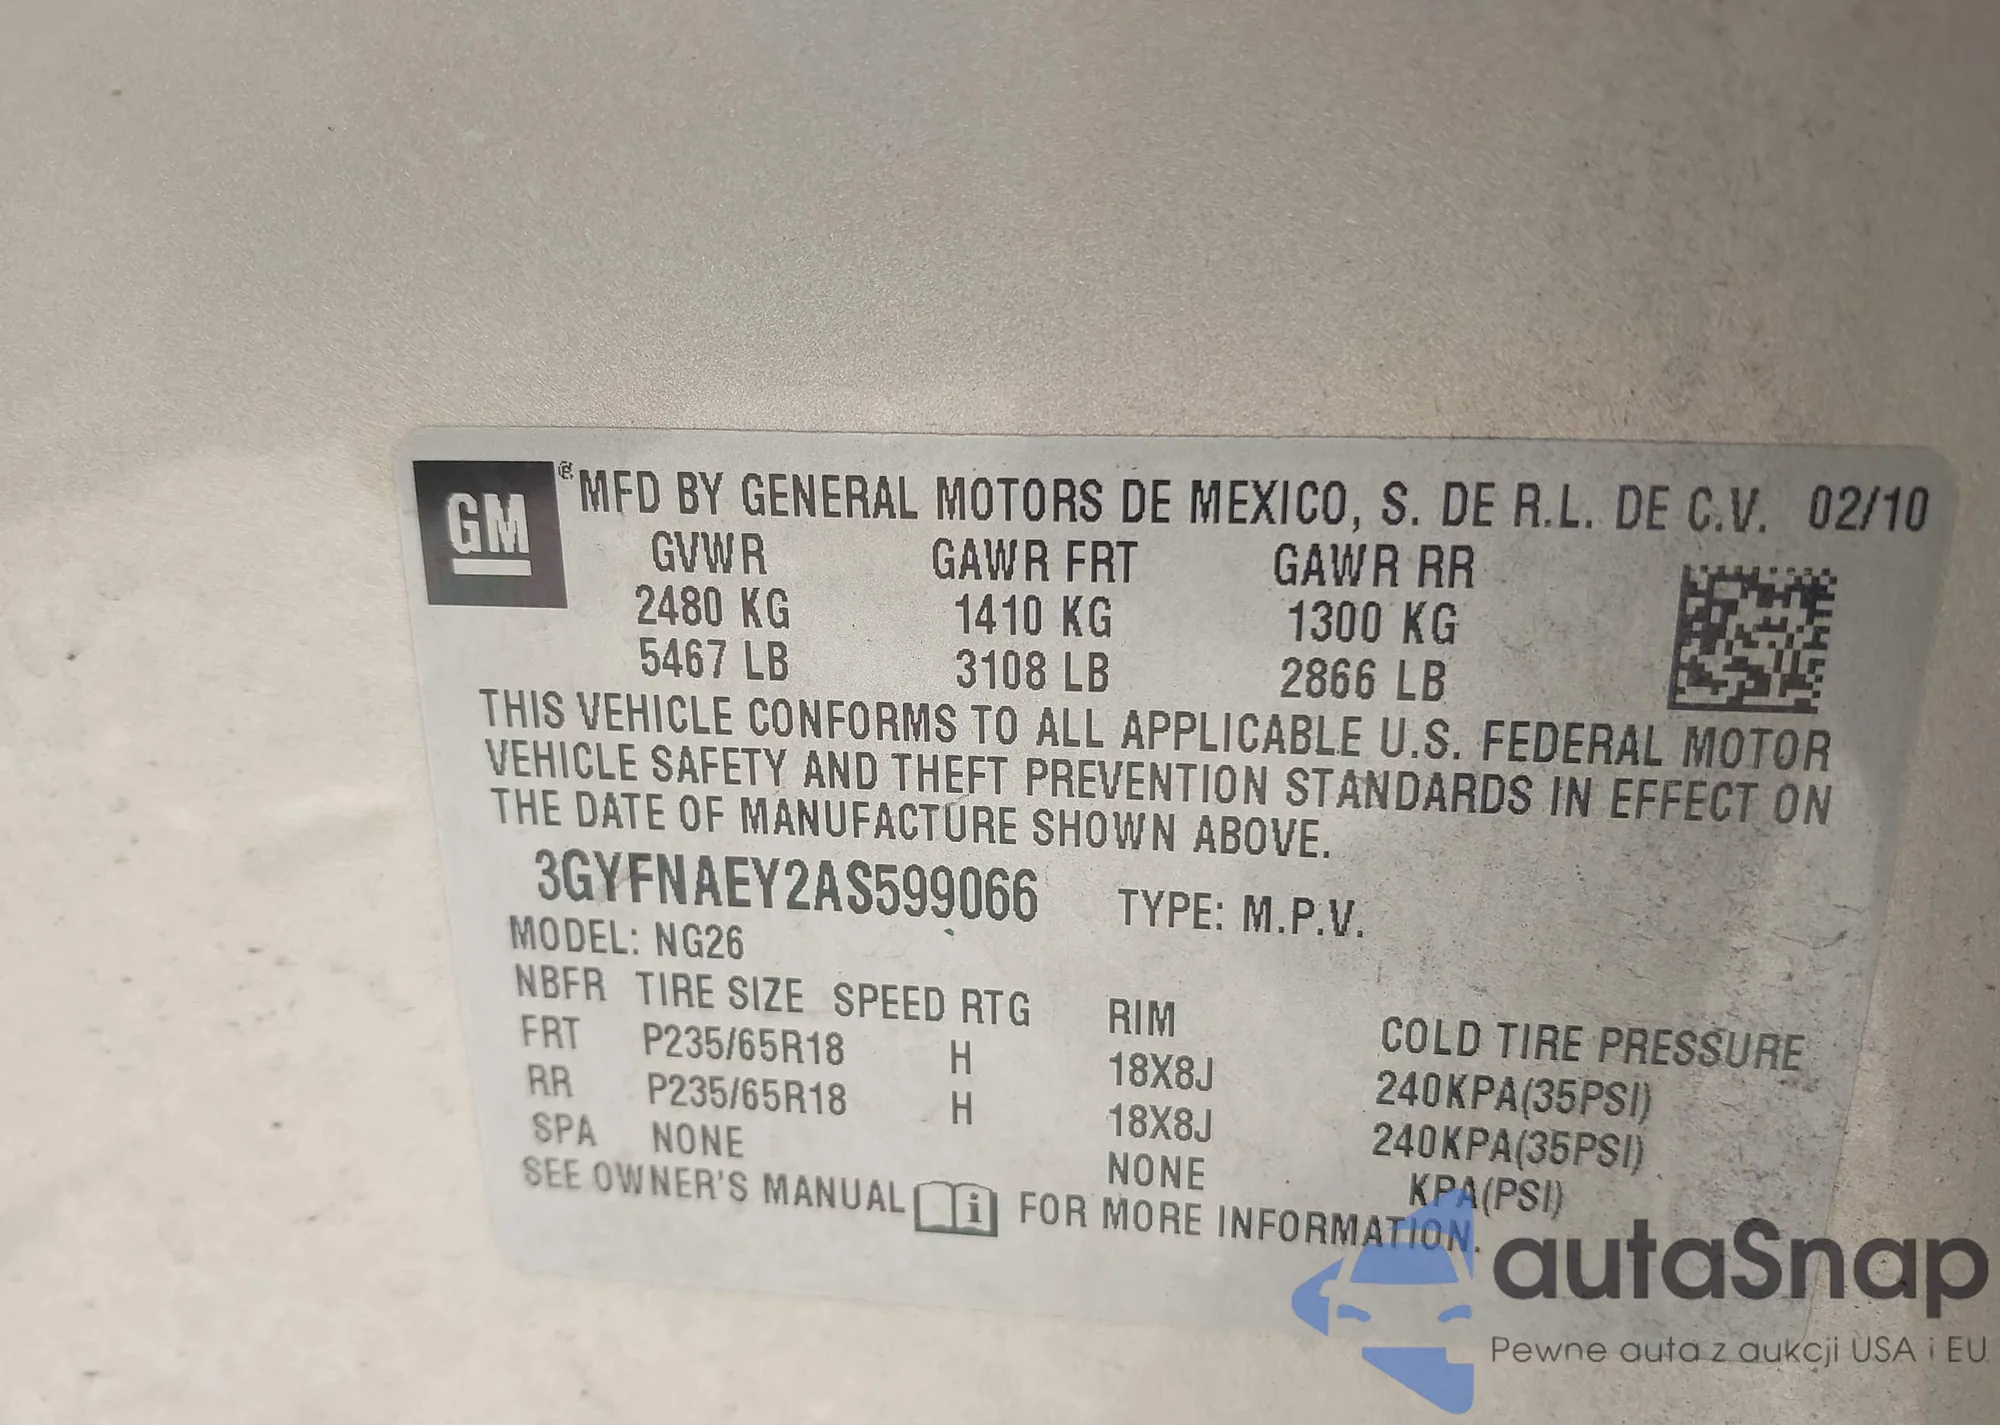 GM ® MFD BY GENERAL MOTORS DE MEXICO, S. DE R.L. DE C.V. 02/10
GVWR GAWR FRT GAWR RR
2480 KG 1410 KG 1300 KG
5467 LB 3108 LB 2866 LB
THIS VEHICLE CONFORMS TO ALL APPLICABLE U.S. FEDERAL MOTOR
VEHICLE SAFETY AND THEFT PREVENTION STANDARDS IN EFFECT ON
THE DATE OF MANUFACTURE SHOWN ABOVE.
3GYFNAEY2AS599066 TYPE: M.P.V.
MODEL: NG26
NBFR TIRE SIZE SPEED RTG RIM COLD TIRE PRESSURE
FRT P235/65R18 H 18X8J 240KPA(35PSI)
RR P235/65R18 H 18X8J 240KPA(35PSI)
SPA NONE NONE KPA(PSI)
SEE OWNER'S MANUAL i FOR MORE INFORMATION.
autaSnap
Pewne auta z aukcji USA i EU